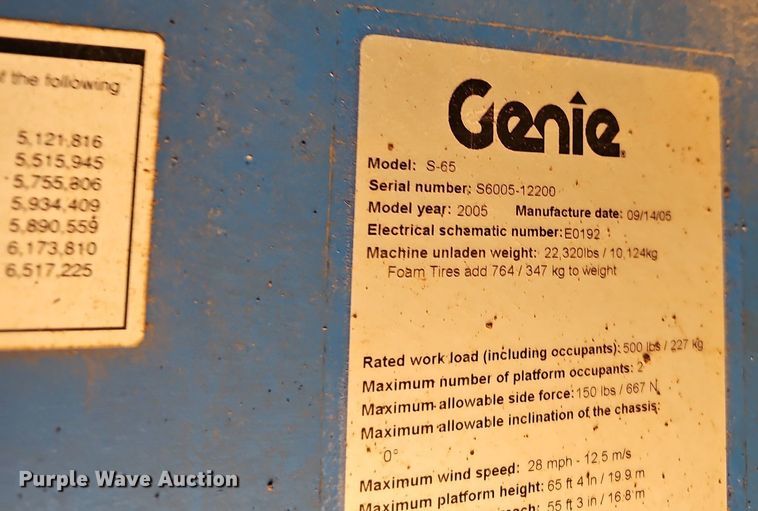 f the following
5,121,816
5,515,945
5,755,806
5,934,409
5,890,559
6,173,810
6,517,225
Genie
Model: S-65
Serial number: S6005-12200
Model year: 2005 Manufacture date: 09/14/05
Electrical schematic number: E0192
Machine unladen weight: 22,320lbs / 10,124kg
Foam Tires add 764 / 347 kg to weight
Rated work load (including occupants): 500 lbs / 227 kg
Maximum number of platform occupants: 2
Maximum allowable side force: 150 lbs / 667 N
Maximum allowable inclination of the chassis:
0°
Maximum wind speed: 28 mph - 12.5 m/s
Maximum platform height: 65 ft 4 in / 19.9 m
55 ft 3 in / 16.8 m
Purple Wave Auction